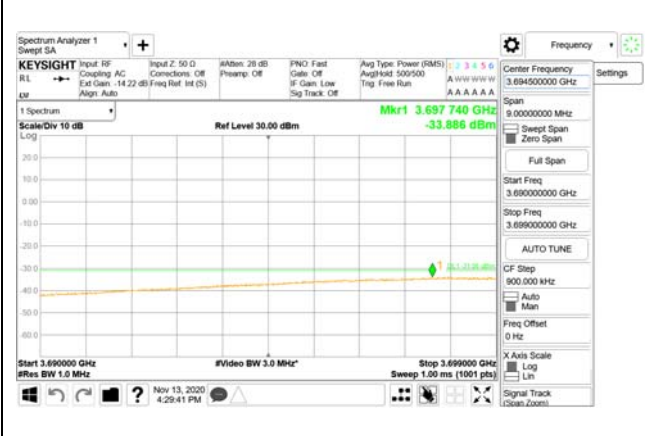 Spectrum Analyzer 1
Swept SA
+
Frequency
KEYSIGHT
RL
Input: RF
Coupling: AC
Ext Gain: -14.22 dB
Align: Auto
Input Z: 50 Ω
Corrections: Off
Freq Ref: Int (S)
#Atten: 28 dB
Preamp: Off
PNO: Fast
Gate: Off
IF Gain: Low
Sig Track: Off
Avg Type: Power (RMS)
Avg|Hold: 500/500
Trig: Free Run
1 2 3 4 5 6
A W W W W W
A A A A A A
1 Spectrum
Scale/Div 10 dB
Log
Ref Level 30.00 dBm
Mkr1 3.697 740 GHz
-33.886 dBm
20.0
10.0
0.00
-10.0
-20.0
-30.0
-40.0
-50.0
-60.0
1
Start 3.690000 GHz
#Res BW 1.0 MHz
#Video BW 3.0 MHz*
Stop 3.699000 GHz
Sweep 1.00 ms (1001 pts)
Nov 13, 2020
4:29:41 PM
Center Frequency
3.694500000 GHz
Settings
Span
9.00000000 MHz
Swept Span
Zero Span
Full Span
Start Freq
3.690000000 GHz
Stop Freq
3.699000000 GHz
AUTO TUNE
CF Step
900.000 kHz
Auto
Man
Freq Offset
0 Hz
X Axis Scale
Log
Lin
Signal Track
(Span Zoom)